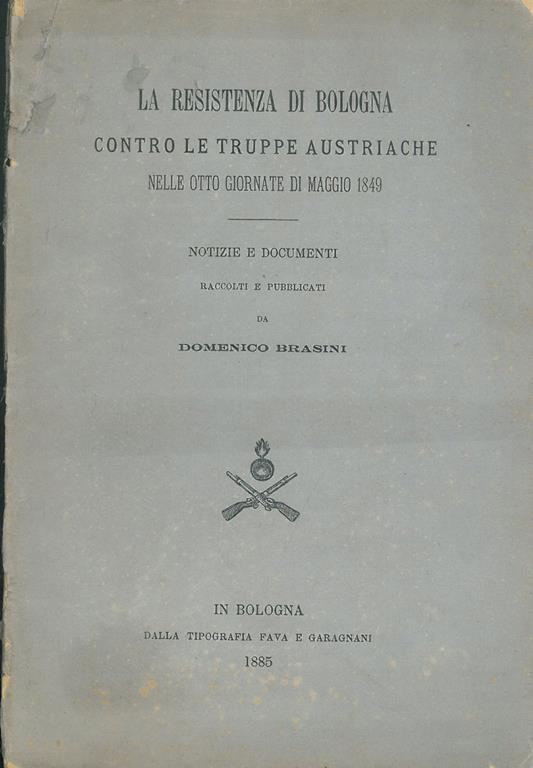 LA RESISTENZA DI BOLOGNA
CONTRO LE TRUPPE AUSTRIACHE
NELLE OTTO GIORNATE DI MAGGIO 1849
NOTIZIE E DOCUMENTI
RACCOLTI E PUBBLICATI
DA
DOMENICO BRASINI
IN BOLOGNA
DALLA TIPOGRAFIA FAVA E GARAGNANI
1885